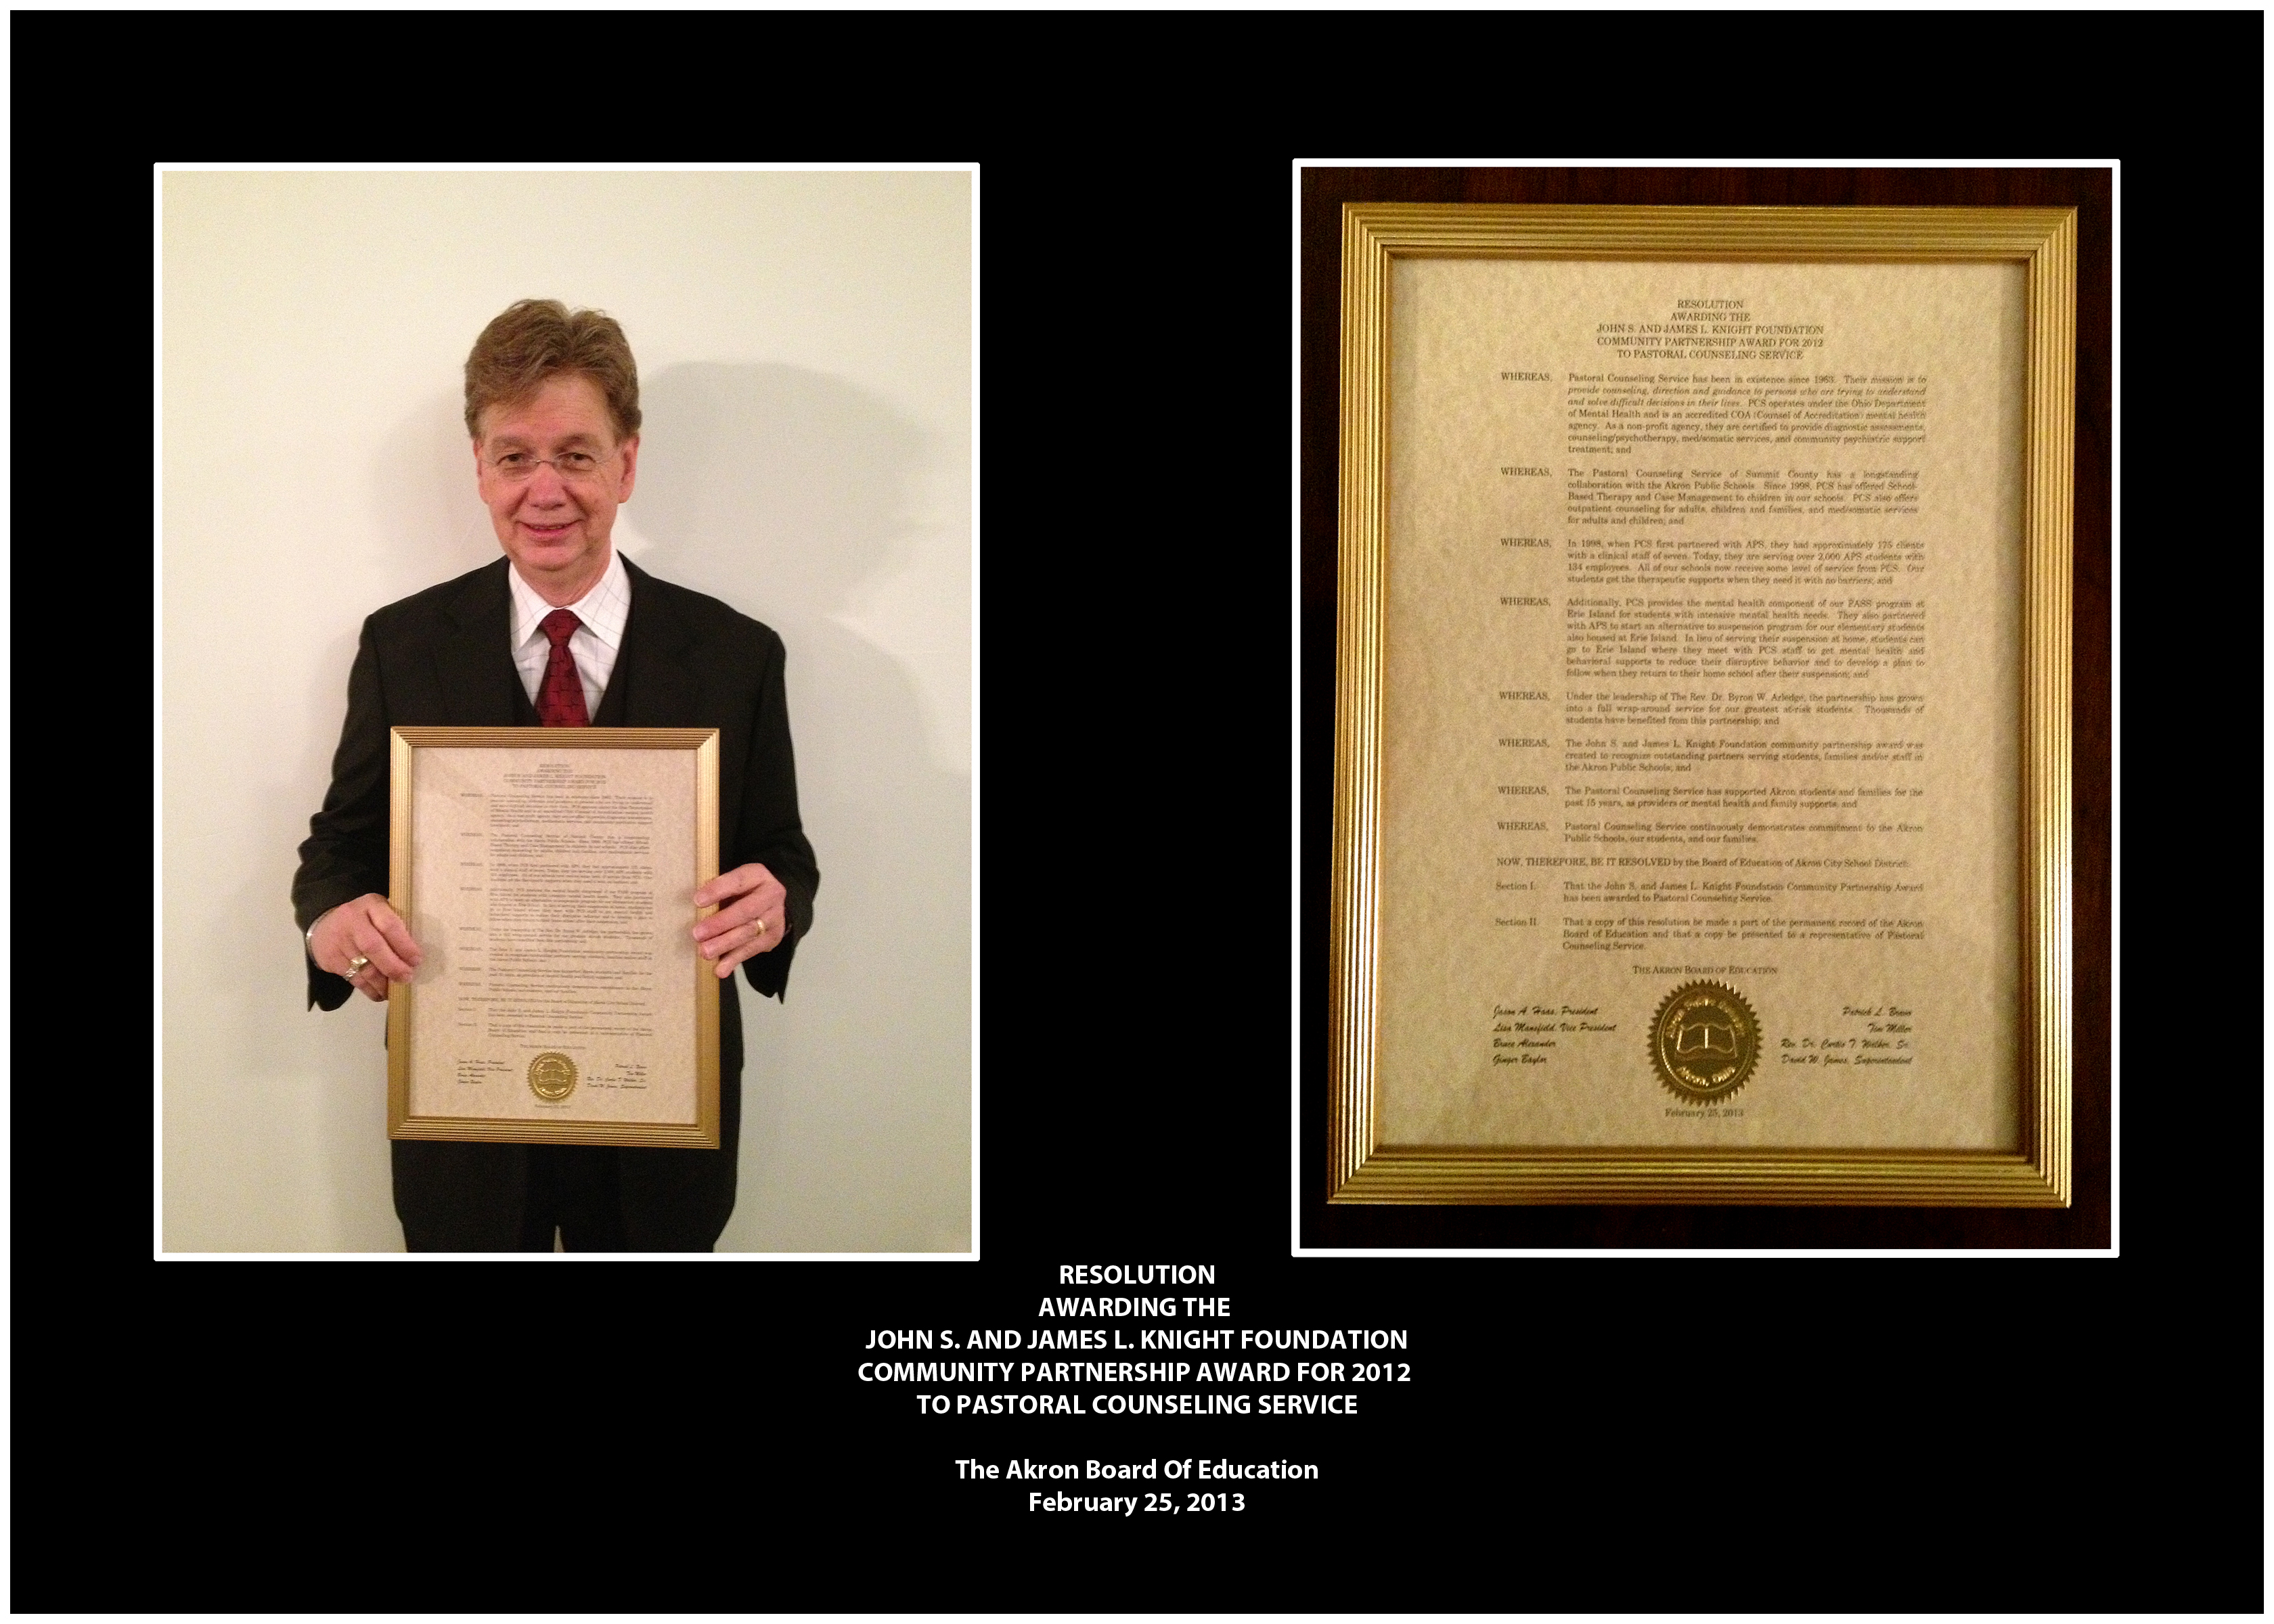 RESOLUTION
AWARDING THE
JOHN S. AND JAMES L. KNIGHT FOUNDATION
COMMUNITY PARTNERSHIP AWARD FOR 2012
TO PASTORAL COUNSELING SERVICE
WHEREAS, Pastoral Counseling Service has been in existence since 1963. Their mission is to
provide counseling, direction and guidance to persons who are trying to understand
and solve difficult decisions in their lives. PCS operates under the Ohio Department
of Mental Health and is an accredited COA (Counsel of Accreditation) mental health
agency. As a non-profit agency, they are certified to provide diagnostic assessments,
counseling/psychotherapy, med/somatic services, and community psychiatric support
treatment; and
WHEREAS, The Pastoral Counseling Service of Summit County has a longstanding
collaboration with the Akron Public Schools. Since 1998, PCS has offered School-
Based Therapy and Case Management to children in our schools. PCS also offers
outpatient counseling for adults, children and families, and med/somatic services
for adults and children; and
WHEREAS, In 1998, when PCS first partnered with APS, they had approximately 175 clients
with a clinical staff of seven. Today, they are serving over 2,000 APS students with
134 employees. All of our schools now receive some level of service from PCS. Our
students get the therapeutic supports when they need it with no barriers; and
WHEREAS, Additionally, PCS provides the mental health component of our PASS program at
Erie Island for students with intensive mental health needs. They also partnered
with APS to start an alternative to suspension program for our elementary students
also housed at Erie Island. In lieu of serving their suspension at home, students can
go to Erie Island where they meet with PCS staff to get mental health and
behavioral supports to reduce their disruptive behavior and to develop a plan to
follow when they return to their home school after their suspension; and
WHEREAS, Under the leadership of The Rev. Dr. Byron W. Arledge, the partnership has grown
into a full wrap-around service for our greatest at-risk students. Thousands of
students have benefited from this partnership; and
WHEREAS, The John S. and James L. Knight Foundation community partnership award was
created to recognize outstanding partners serving students, families and/or staff in
the Akron Public Schools; and
WHEREAS, The Pastoral Counseling Service has supported Akron students and families for the
past 15 years, as providers or mental health and family supports; and
WHEREAS, Pastoral Counseling Service continuously demonstrates commitment to the Akron
Public Schools, our students, and our families.
NOW, THEREFORE, BE IT RESOLVED by the Board of Education of Akron City School District:
Section I. That the John S. and James L. Knight Foundation Community Partnership Award
has been awarded to Pastoral Counseling Service.
Section II. That a copy of this resolution be made a part of the permanent record of the Akron
Board of Education and that a copy be presented to a representative of Pastoral
Counseling Service.
THE AKRON BOARD OF EDUCATION
Jason A. Haas, President
Lisa Mansfield, Vice President
Bruce Alexander
Ginger Baylor
Akron, Ohio
Patrick L. Bravo
Tim Miller
Rev. Dr. Curtis T. Walker, Sr.
David W. James, Superintendent
February 25, 2013
RESOLUTION
AWARDING THE
JOHN S. AND JAMES L. KNIGHT FOUNDATION
COMMUNITY PARTNERSHIP AWARD FOR 2012
TO PASTORAL COUNSELING SERVICE
The Akron Board Of Education
February 25, 2013